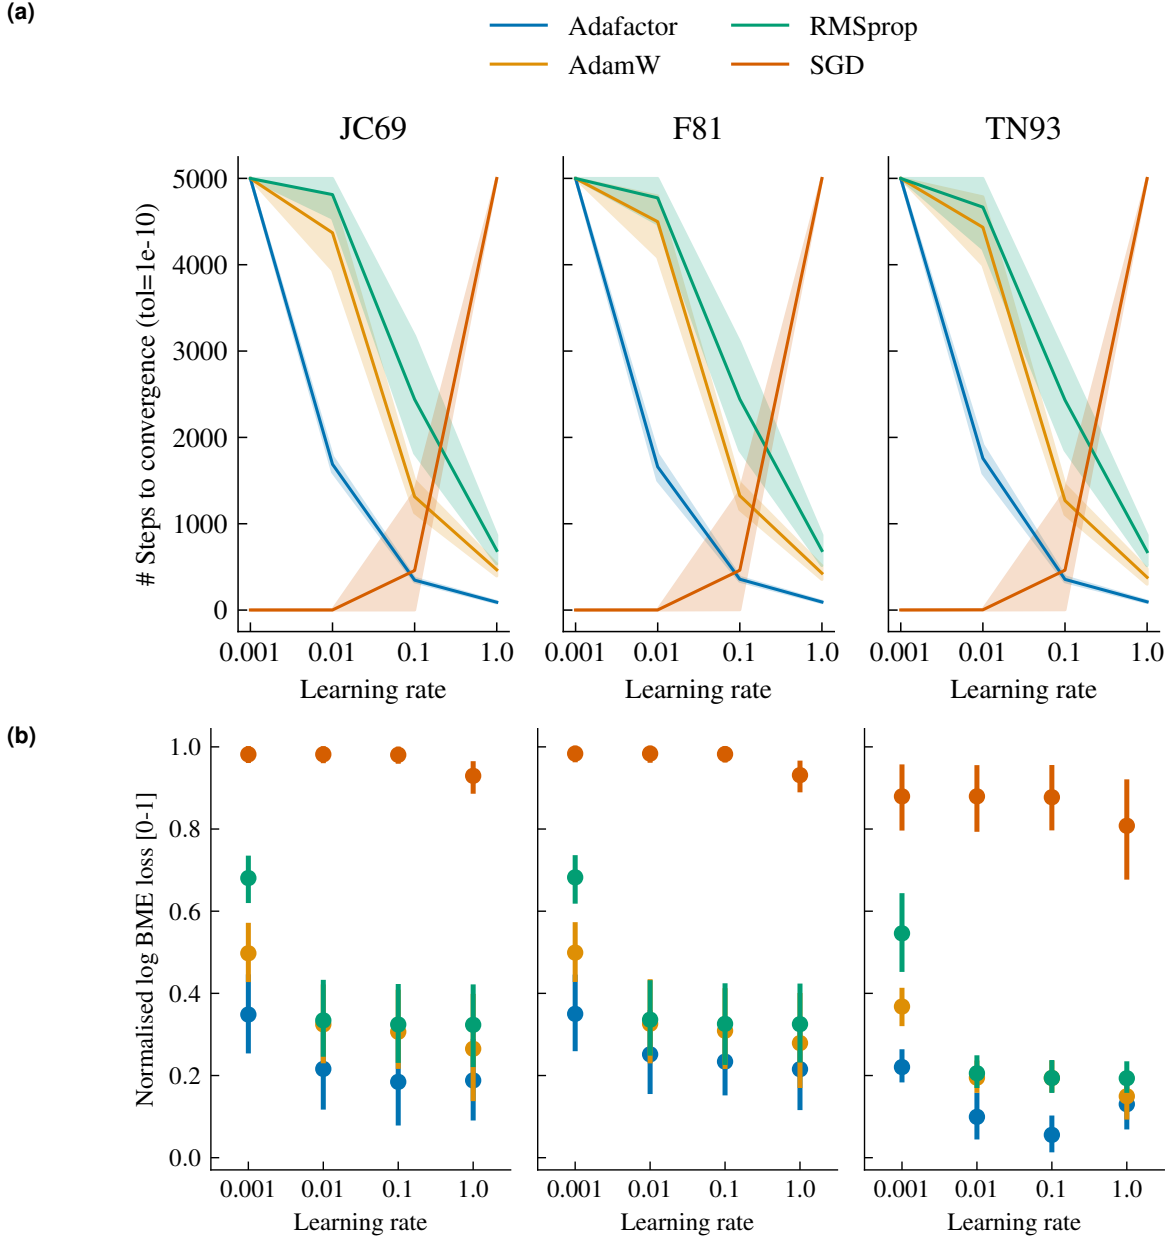 (a)
Adafactor
AdamW
RMSprop
SGD
JC69
F81
TN93
# Steps to convergence (tol=1e-10)
5000
4000
3000
2000
1000
0
0.001 0.01 0.1 1.0
0.001 0.01 0.1 1.0
0.001 0.01 0.1 1.0
Learning rate
Learning rate
Learning rate
(b)
Normalised log BME loss [0-1]
1.0
0.8
0.6
0.4
0.2
0.0
0.001 0.01 0.1 1.0
0.001 0.01 0.1 1.0
0.001 0.01 0.1 1.0
Learning rate
Learning rate
Learning rate